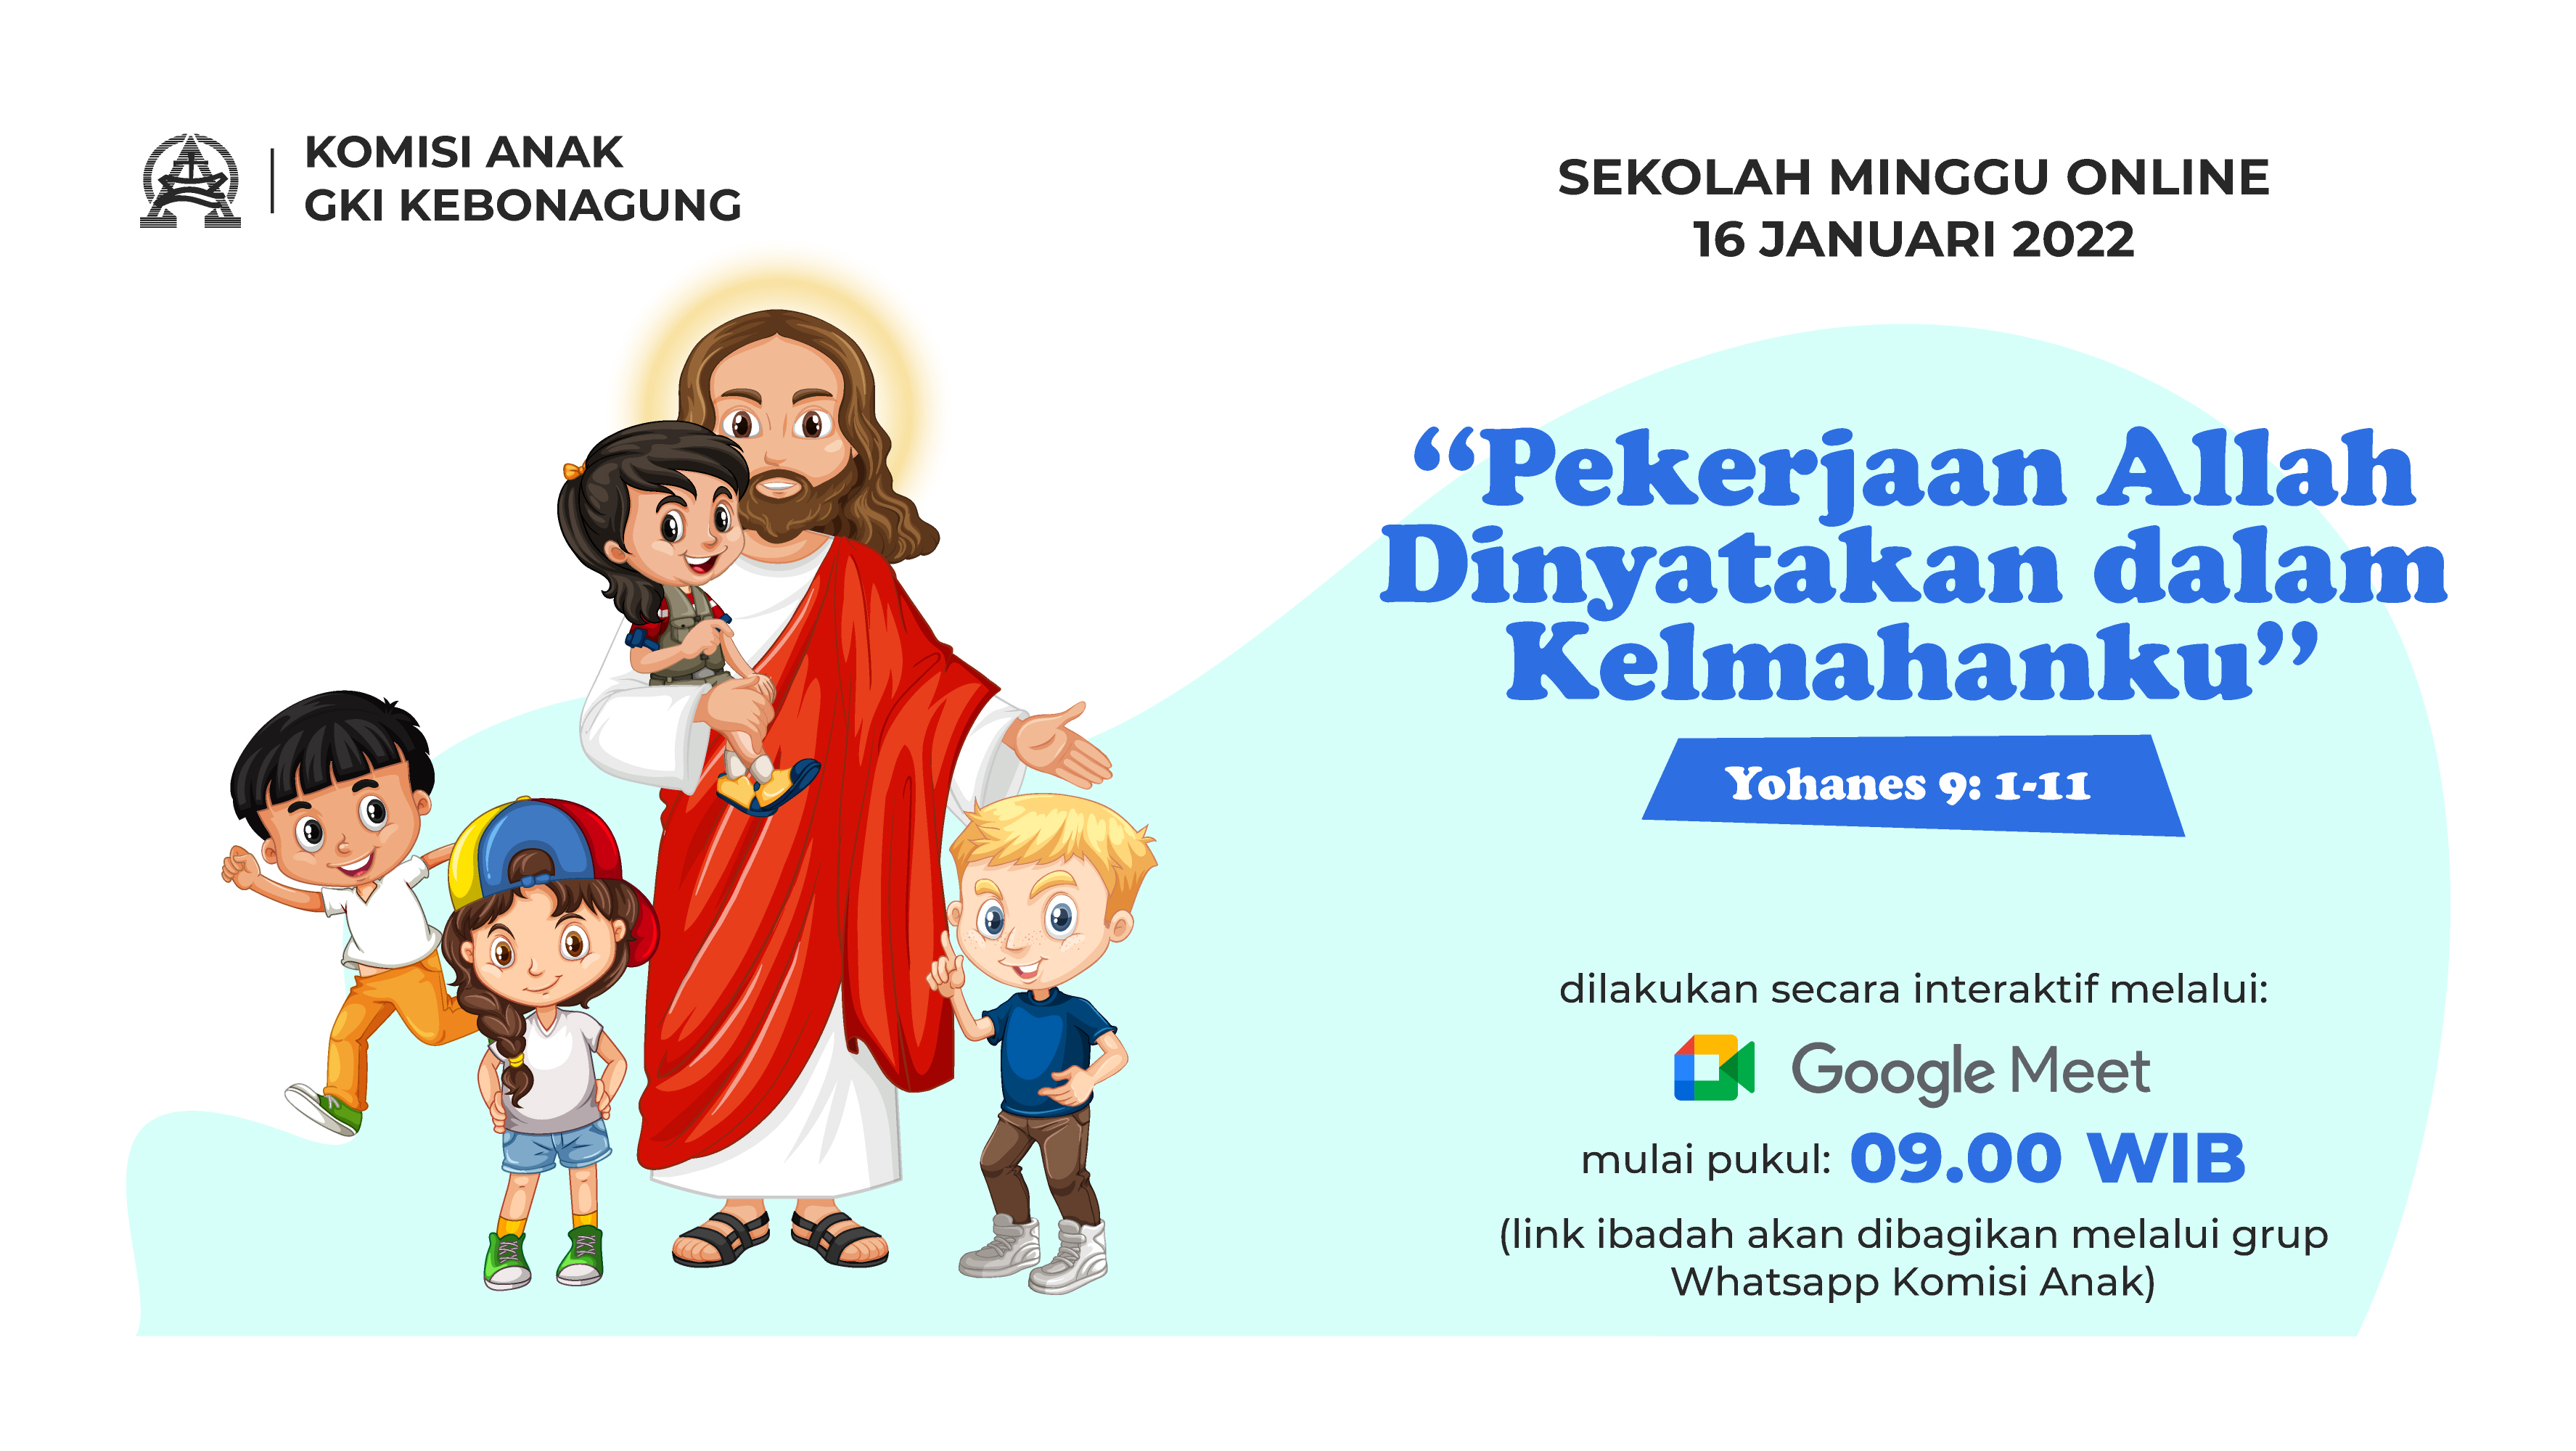 KOMISI ANAK
GKI KEBONAGUNG
SEKOLAH MINGGU ONLINE
16 JANUARI 2022
“Pekerjaan Allah
Dinyatakan dalam
Kelmahanku”
Yohanes 9: 1-11
dilakukan secara interaktif melalui:
Google Meet
mulai pukul: 09.00 WIB
(link ibadah akan dibagikan melalui grup
Whatsapp Komisi Anak)